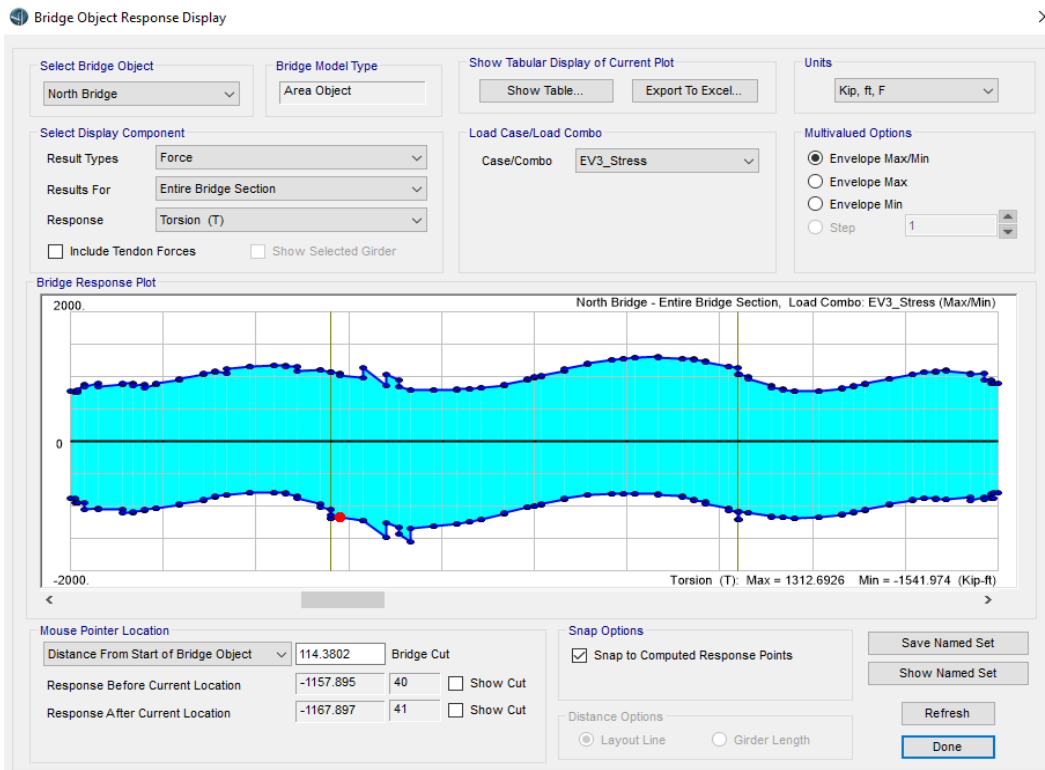 Bridge Object Response Display
Select Bridge Object
North Bridge
Bridge Model Type
Area Object
Show Tabular Display of Current Plot
Show Table...
Export To Excel...
Units
Kip, ft, F
Select Display Component
Result Types
Force
Results For
Entire Bridge Section
Response
Torsion (T)
Include Tendon Forces
Show Selected Girder
Load Case/Load Combo
Case/Combo
EV3_Stress
Multivalued Options
Envelope Max/Min
Envelope Max
Envelope Min
Step
1
Bridge Response Plot
2000.
North Bridge - Entire Bridge Section, Load Combo: EV3_Stress (Max/Min)
0
-2000.
Torsion (T): Max = 1312.6926 Min = -1541.974 (Kip-ft)
Mouse Pointer Location
Distance From Start of Bridge Object
114.3802
Bridge Cut
Response Before Current Location
-1157.895
40
Show Cut
Response After Current Location
-1167.897
41
Show Cut
Snap Options
Snap to Computed Response Points
Distance Options
Layout Line
Girder Length
Save Named Set
Show Named Set
Refresh
Done